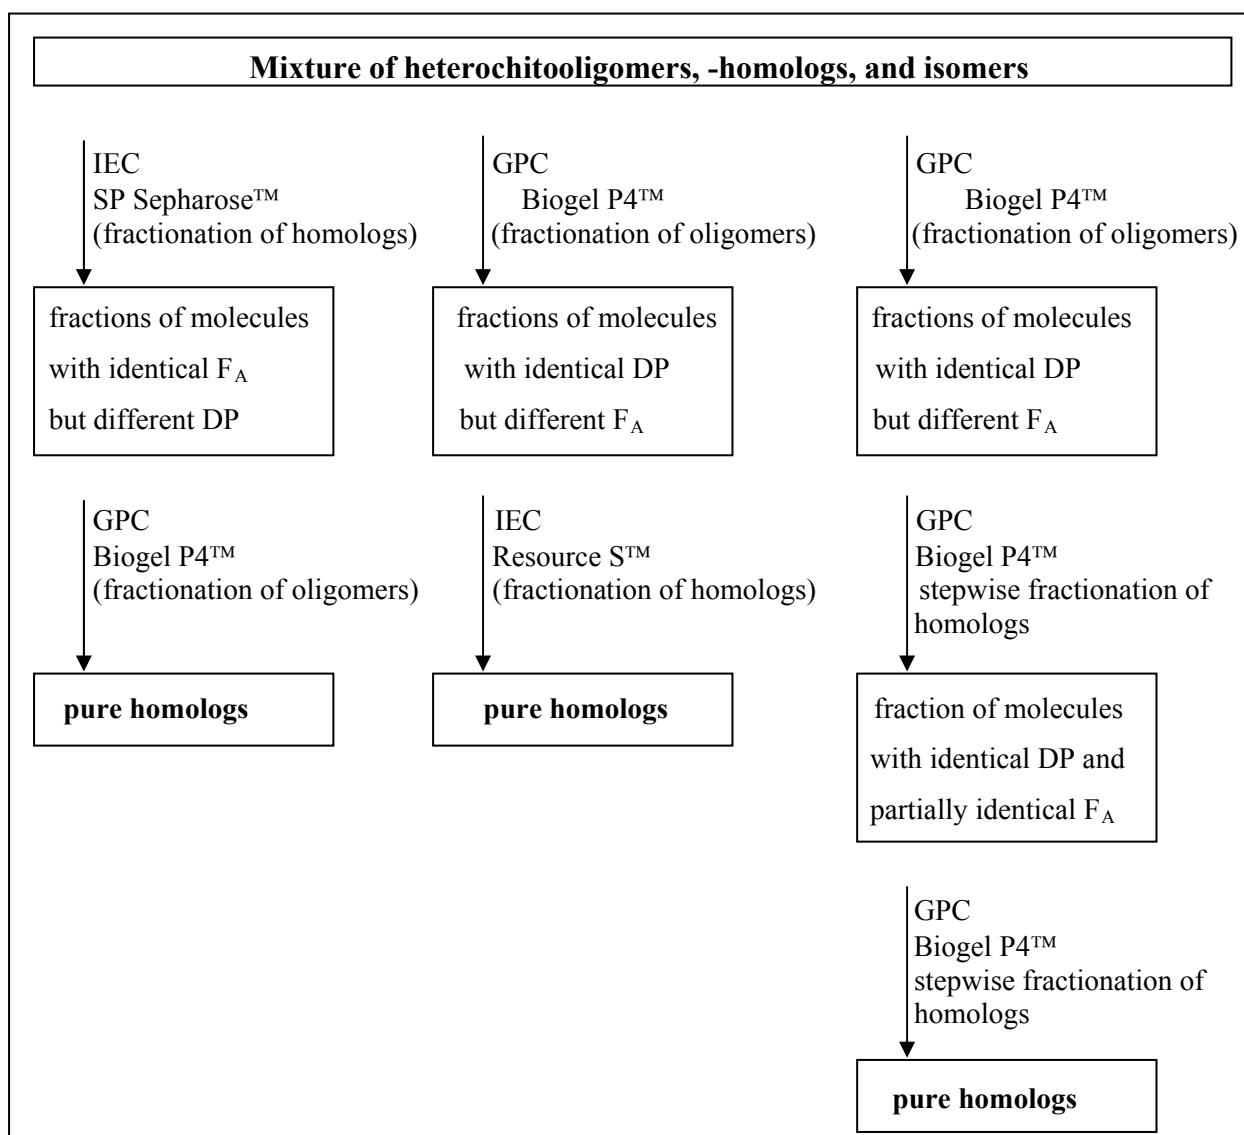 Mixture of heterochitooligomers, -homologs, and isomers
IEC
SP Sepharose™
(fractionation of homologs)
fractions of molecules
with identical FA
but different DP
GPC
Biogel P4™
(fractionation of oligomers)
pure homologs
GPC
Biogel P4™
(fractionation of oligomers)
fractions of molecules
with identical DP
but different FA
IEC
Resource S™
(fractionation of homologs)
pure homologs
GPC
Biogel P4™
(fractionation of oligomers)
fractions of molecules
with identical DP
but different FA
GPC
Biogel P4™
stepwise fractionation of
homologs
fraction of molecules
with identical DP and
partially identical FA
GPC
Biogel P4™
stepwise fractionation of
homologs
pure homologs